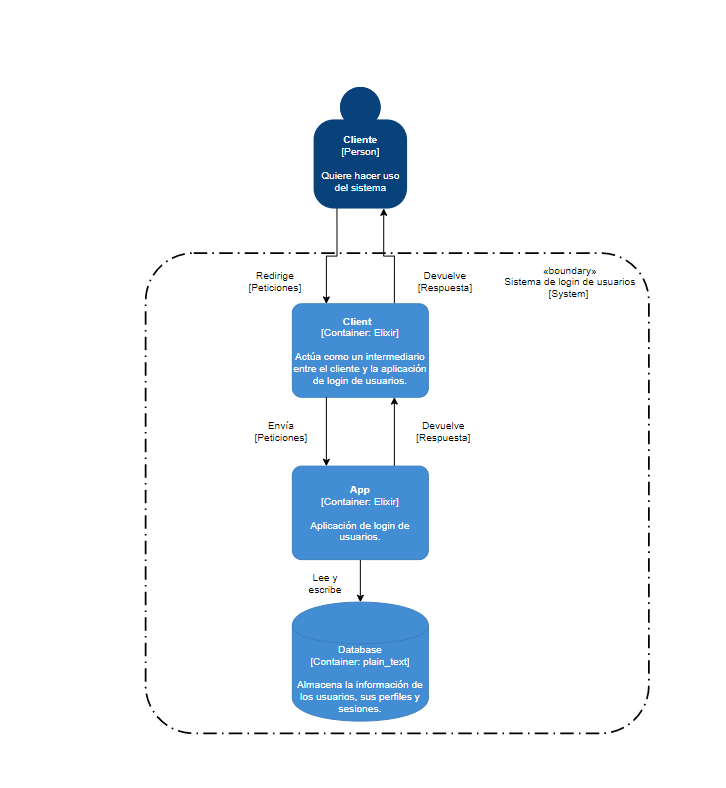 Cliente
[Person]
Quiere hacer uso
del sistema
Redirige
[Peticiones]
Devuelve
[Respuesta]
«boundary»
Sistema de login de usuarios
[System]
Client
[Container: Elixir]
Actúa como un intermediario
entre el cliente y la aplicación
de login de usuarios.
Envía
[Peticiones]
Devuelve
[Respuesta]
App
[Container: Elixir]
Aplicación de login de
usuarios.
Lee y
escribe
Database
[Container: plain_text]
Almacena la información de
los usuarios, sus perfiles y
sesiones.